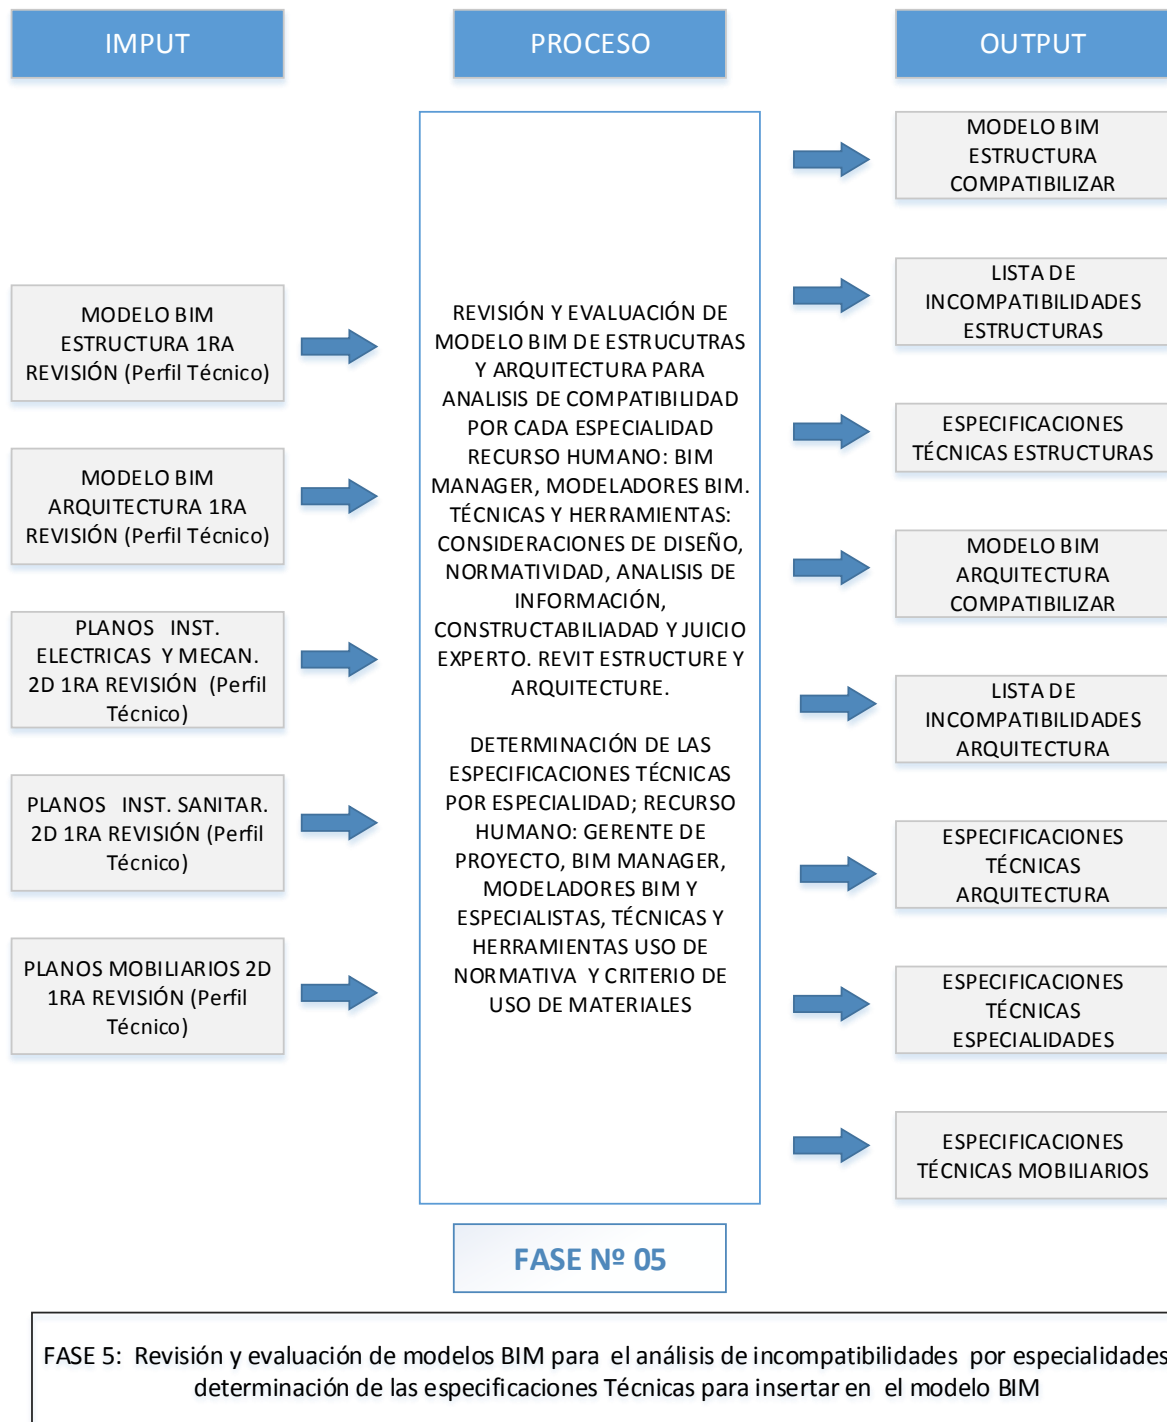 IMPUT
PROCESO
OUTPUT
MODELO BIM
ESTRUCTURA 1RA
REVISIÓN (Perfil Técnico)
MODELO BIM
ARQUITECTURA 1RA
REVISIÓN (Perfil Técnico)
PLANOS INST.
ELECTRICAS Y MECAN.
2D 1RA REVISIÓN (Perfil
Técnico)
PLANOS INST. SANITAR.
2D 1RA REVISIÓN (Perfil
Técnico)
PLANOS MOBILIARIOS 2D
1RA REVISIÓN (Perfil
Técnico)
REVISIÓN Y EVALUACIÓN DE
MODELO BIM DE ESTRUCUTRAS
Y ARQUITECTURA PARA
ANALISIS DE COMPATIBILIDAD
POR CADA ESPECIALIDAD
RECURSO HUMANO: BIM
MANAGER, MODELADORES BIM.
TÉCNICAS Y HERRAMIENTAS:
CONSIDERACIONES DE DISEÑO,
NORMATIVIDAD, ANALISIS DE
INFORMACIÓN,
CONSTRUCTABILIADAD Y JUICIO
EXPERTO. REVIT ESTRUCTURE Y
ARQUITECTURE.
DETERMINACIÓN DE LAS
ESPECIFICACIONES TÉCNICAS
POR ESPECIALIDAD; RECURSO
HUMANO: GERENTE DE
PROYECTO, BIM MANAGER,
MODELADORES BIM Y
ESPECIALISTAS, TÉCNICAS Y
HERRAMIENTAS USO DE
NORMATIVA Y CRITERIO DE
USO DE MATERIALES
MODELO BIM
ESTRUCTURA
COMPATIBILIZAR
LISTA DE
INCOMPATIBILIDADES
ESTRUCTURAS
ESPECIFICACIONES
TÉCNICAS ESTRUCTURAS
MODELO BIM
ARQUITECTURA
COMPATIBILIZAR
LISTA DE
INCOMPATIBILIDADES
ARQUITECTURA
ESPECIFICACIONES
TÉCNICAS
ARQUITECTURA
ESPECIFICACIONES
TÉCNICAS
ESPECIALIDADES
ESPECIFICACIONES
TÉCNICAS MOBILIARIOS
FASE Nº 05
FASE 5: Revisión y evaluación de modelos BIM para el análisis de incompatibilidades por especialidades
determinación de las especificaciones Técnicas para insertar en el modelo BIM